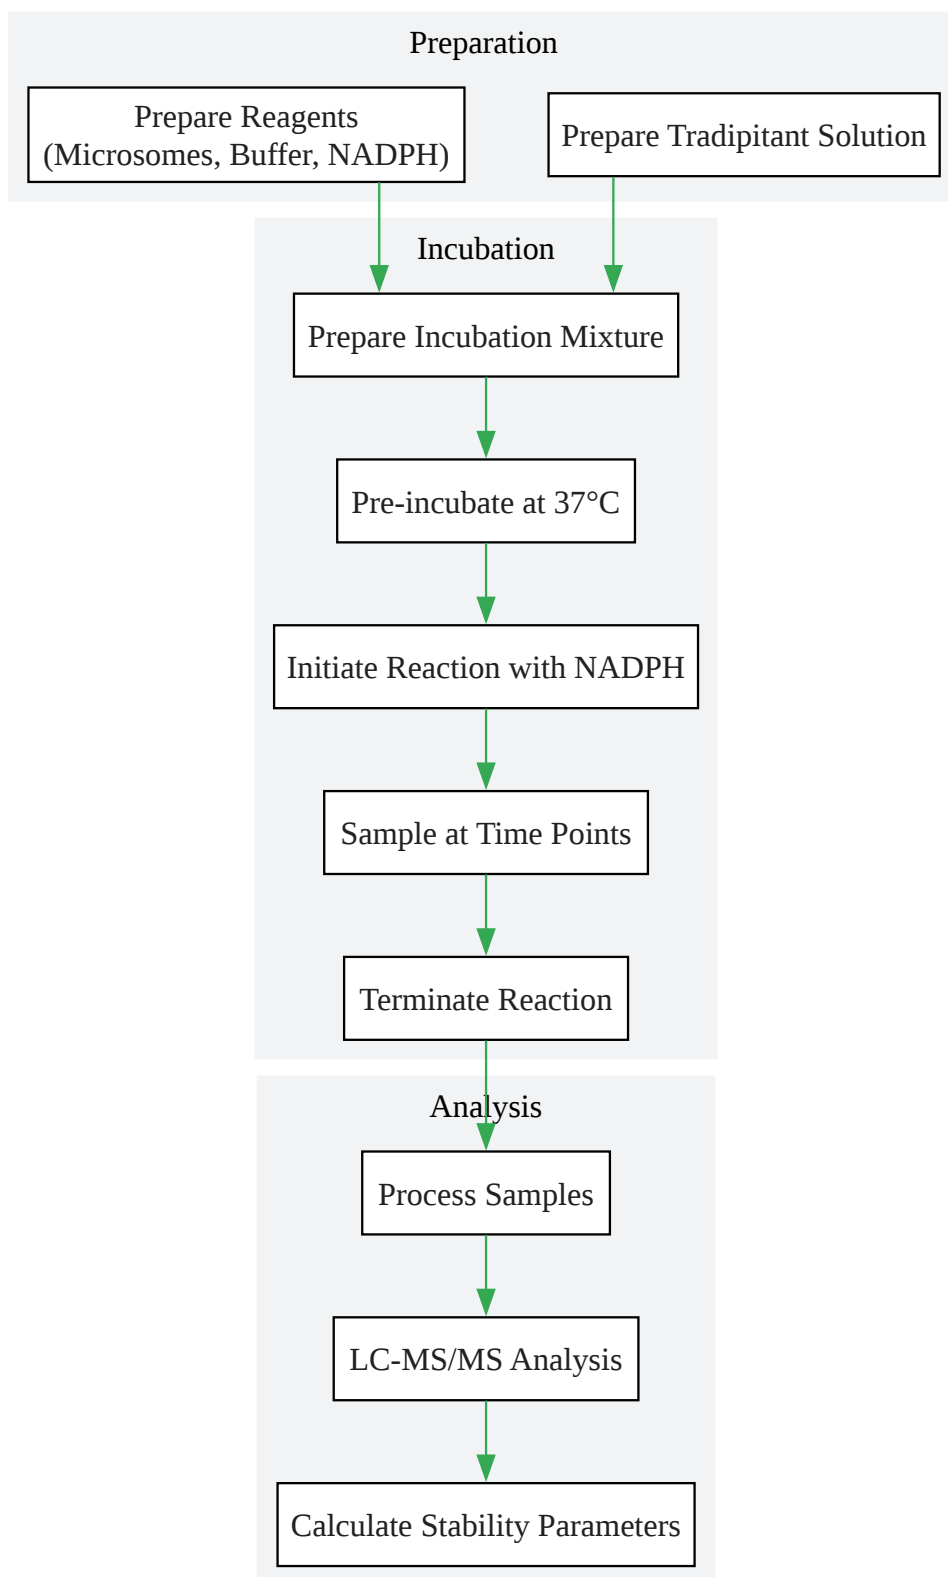 Preparation
Prepare Reagents
(Microsomes, Buffer, NADPH)
Prepare Tradipitant Solution
Incubation
Prepare Incubation Mixture
Pre-incubate at 37°C
Initiate Reaction with NADPH
Sample at Time Points
Terminate Reaction
Analysis
Process Samples
LC-MS/MS Analysis
Calculate Stability Parameters